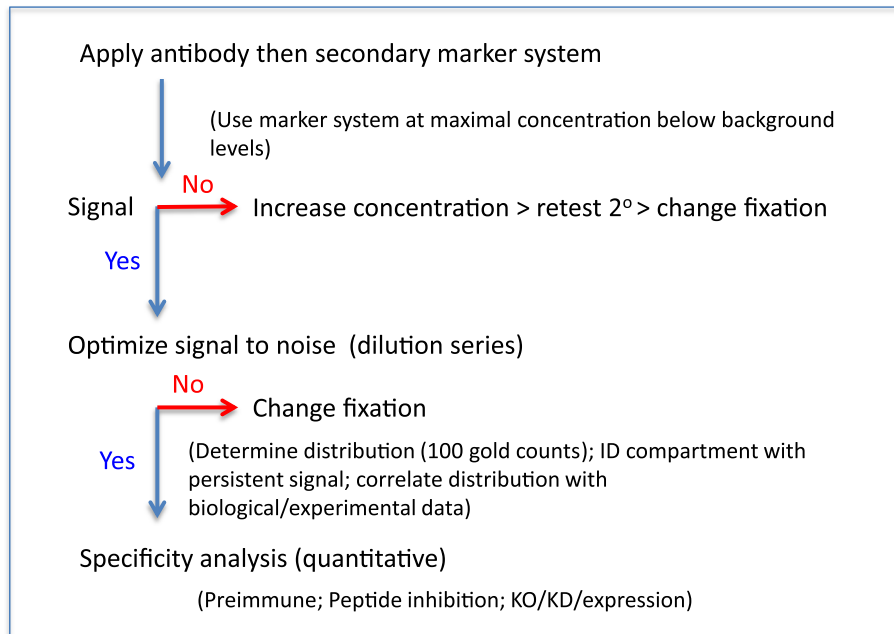 Apply antibody then secondary marker system
(Use marker system at maximal concentration below background
levels)
No
Signal
Increase concentration > retest 2º > change fixation
Yes
Optimize signal to noise (dilution series)
No
Change fixation
Yes
(Determine distribution (100 gold counts); ID compartment with
persistent signal; correlate distribution with
biological/experimental data)
Specificity analysis (quantitative)
(Preimmune; Peptide inhibition; KO/KD/expression)